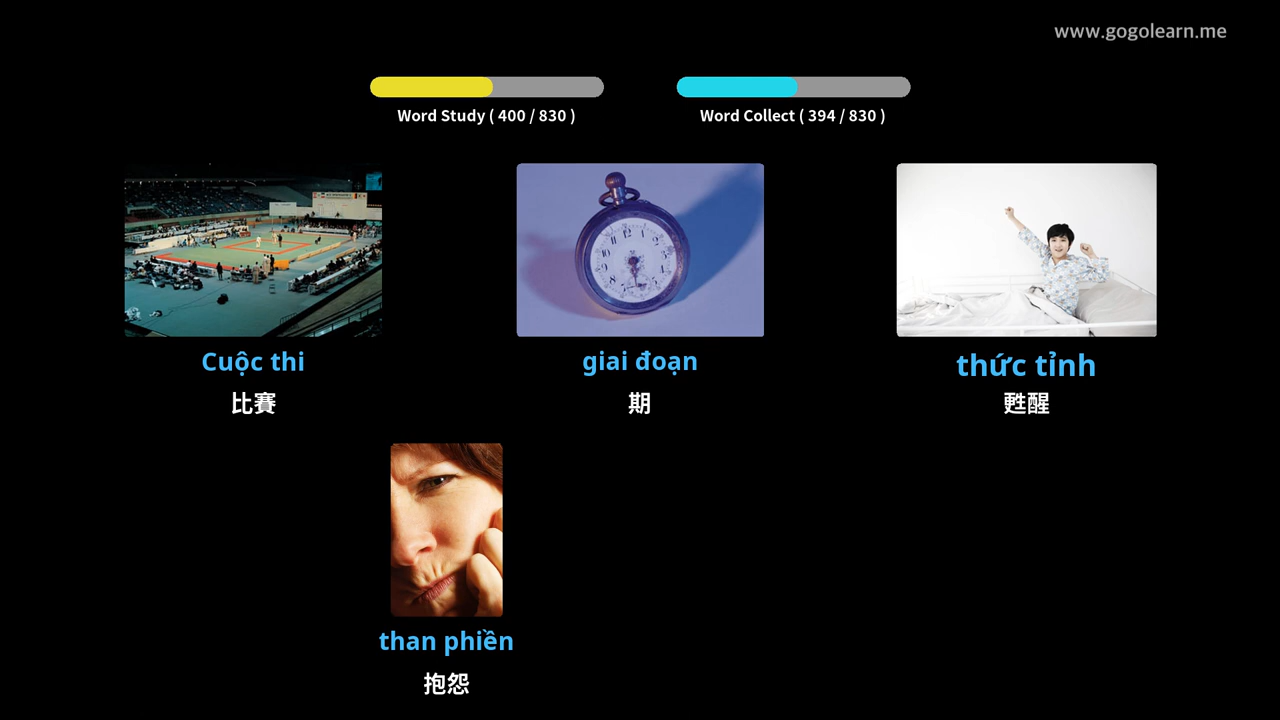 www.gogolearn.me
Word Study ( 400 / 830 )
Word Collect ( 394 / 830 )
Cuộc thi
比賽
giai đoạn
期
thức tỉnh
甦醒
than phiền
抱怨